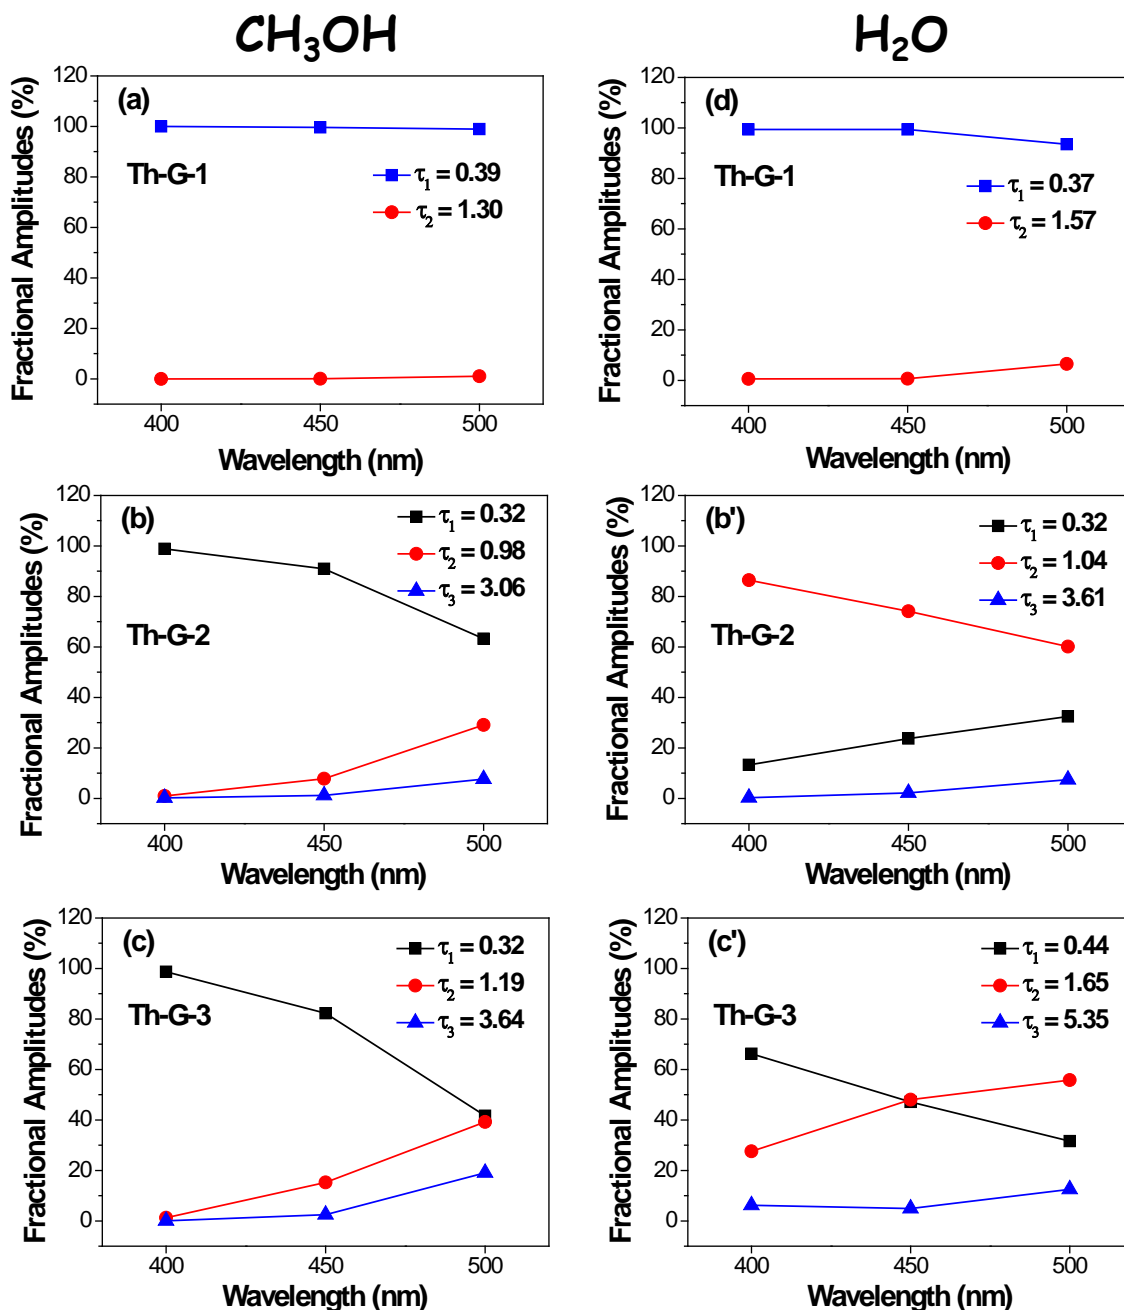 CH₃OH
H₂O
(a)
Th-G-1
τ₁ = 0.39
τ₂ = 1.30
Fractional Amplitudes (%)
120
100
80
60
40
20
0
400
450
500
Wavelength (nm)
(d)
Th-G-1
τ₁ = 0.37
τ₂ = 1.57
Fractional Amplitudes (%)
120
100
80
60
40
20
0
400
450
500
Wavelength (nm)
(b)
Th-G-2
τ₁ = 0.32
τ₂ = 0.98
τ₃ = 3.06
Fractional Amplitudes (%)
120
100
80
60
40
20
0
400
450
500
Wavelength (nm)
(b')
Th-G-2
τ₁ = 0.32
τ₂ = 1.04
τ₃ = 3.61
Fractional Amplitudes (%)
120
100
80
60
40
20
0
400
450
500
Wavelength (nm)
(c)
Th-G-3
τ₁ = 0.32
τ₂ = 1.19
τ₃ = 3.64
Fractional Amplitudes (%)
120
100
80
60
40
20
0
400
450
500
Wavelength (nm)
(c')
Th-G-3
τ₁ = 0.44
τ₂ = 1.65
τ₃ = 5.35
Fractional Amplitudes (%)
120
100
80
60
40
20
0
400
450
500
Wavelength (nm)